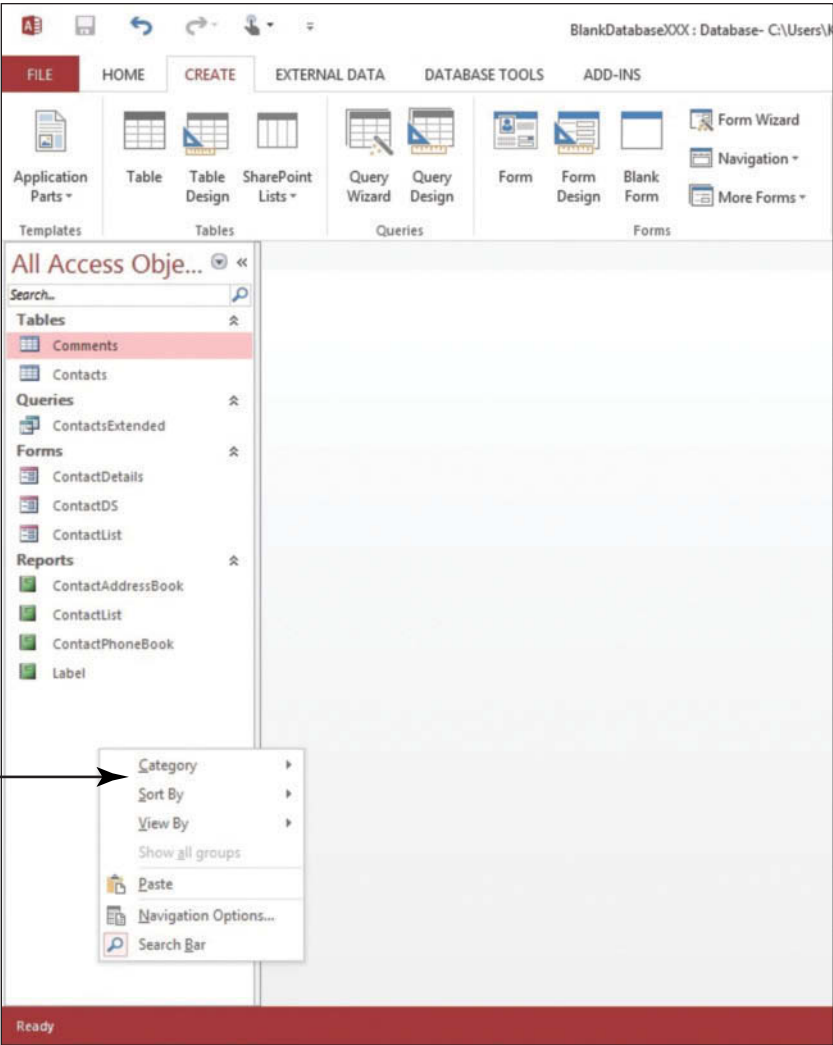 BlankDatabaseXXX : Database- C:\Users\K
FILE HOME CREATE EXTERNAL DATA DATABASE TOOLS ADD-INS
Application Parts
Table
Table Design
SharePoint Lists
Query Wizard
Query Design
Form
Form Design
Blank Form
Form Wizard
Navigation
More Forms
Templates Tables Queries Forms
All Access Obje...
Search...
Tables
Comments
Contacts
Queries
ContactsExtended
Forms
ContactDetails
ContactDS
ContactList
Reports
ContactAddressBook
ContactList
ContactPhoneBook
Label
Category
Sort By
View By
Show all groups
Paste
Navigation Options...
Search Bar
Ready